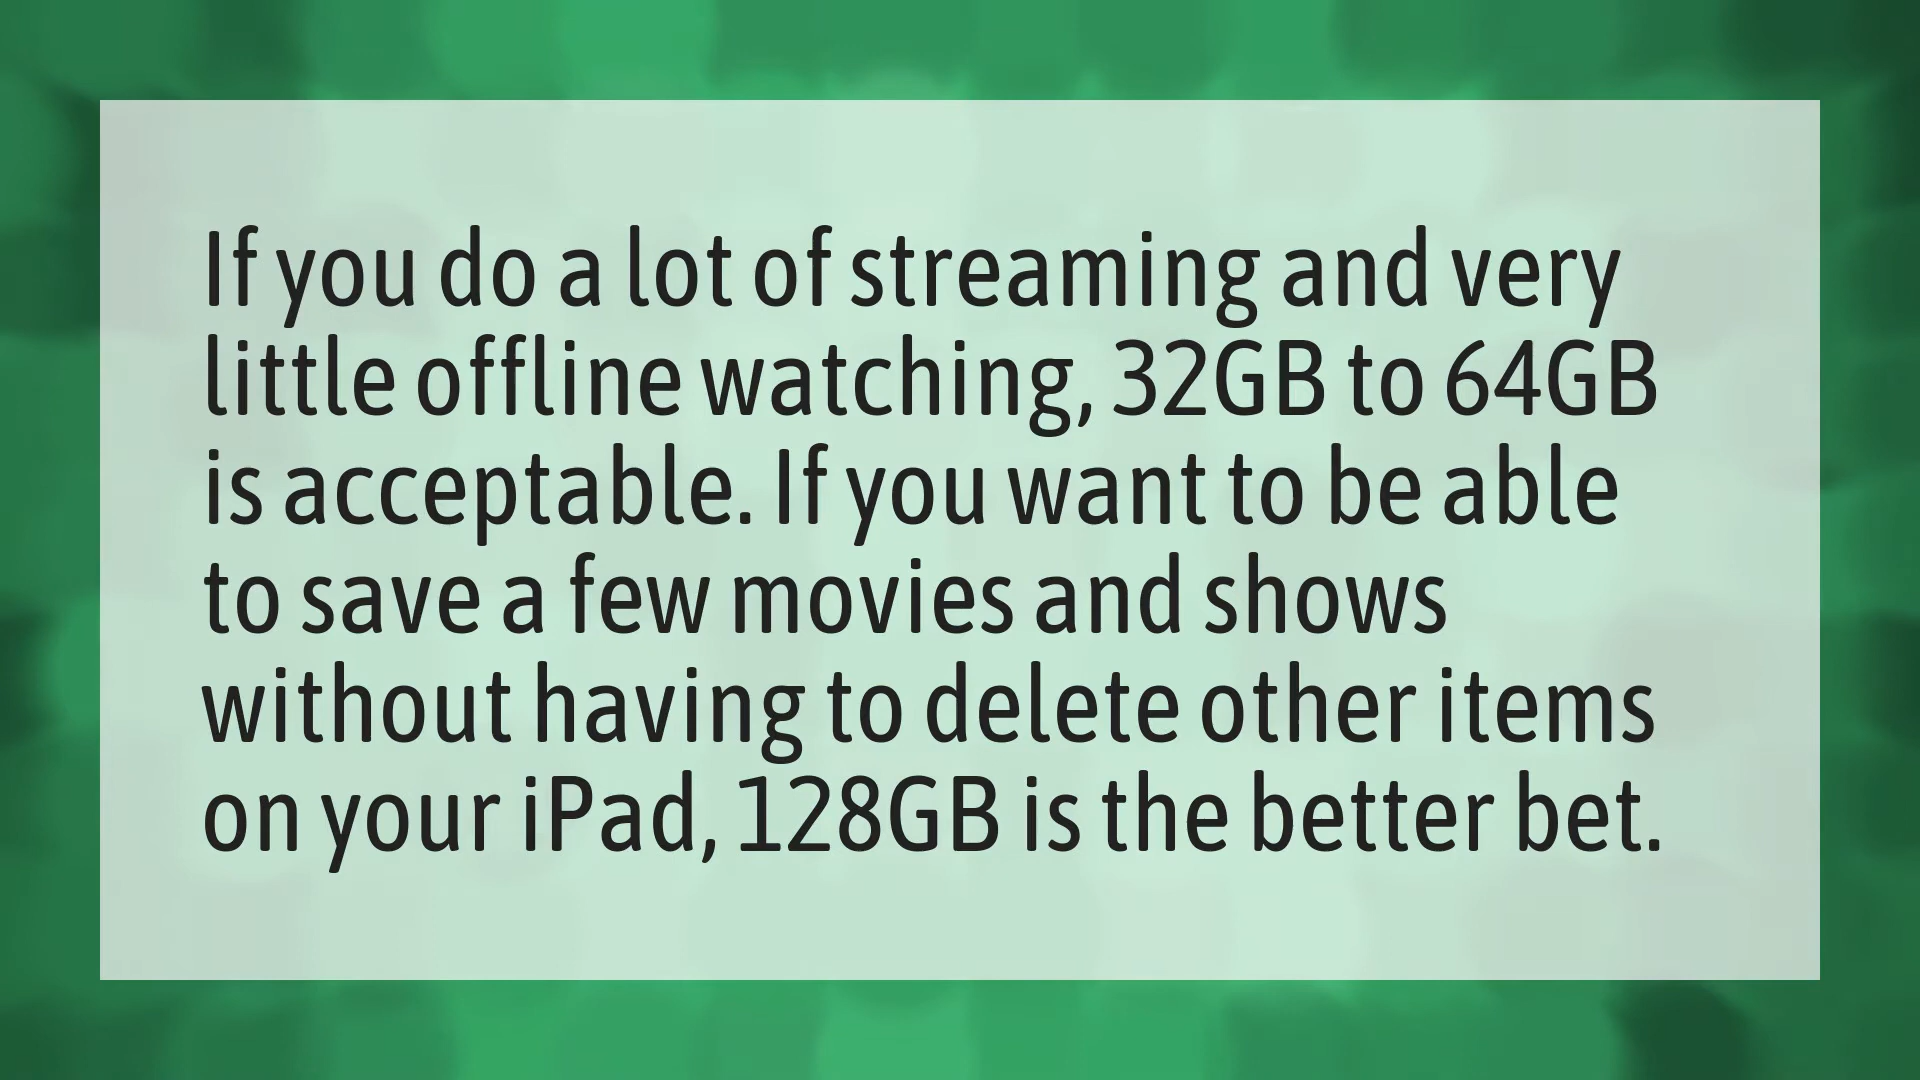 If you do a lot of streaming and very
little offline watching, 32GB to 64GB
is acceptable. If you want to be able
to save a few movies and shows
without having to delete other items
on your iPad, 128GB is the better bet.